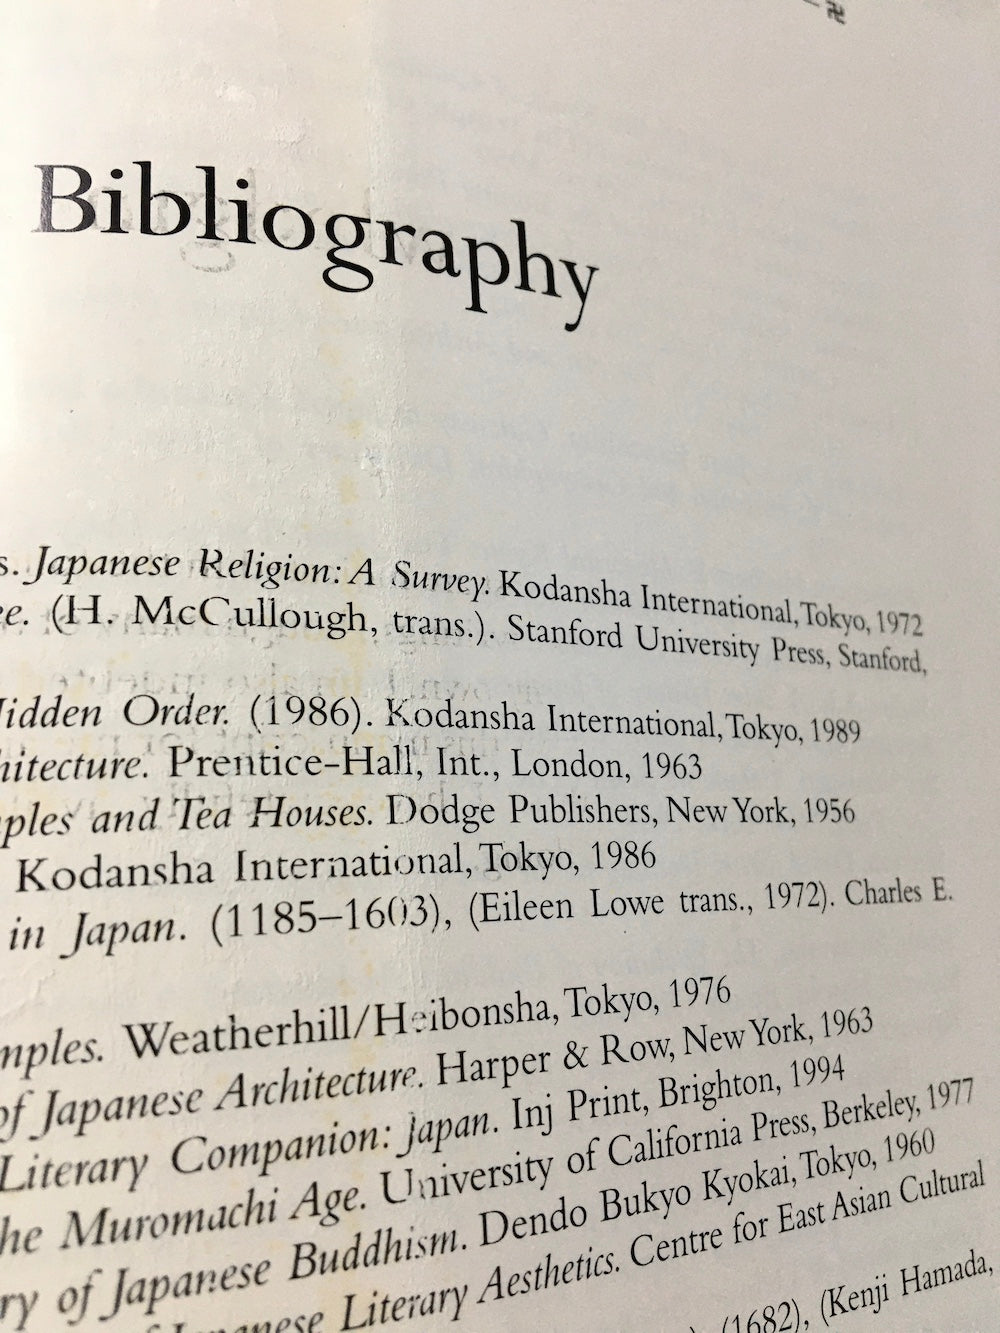 卍
Bibliography
s. Japanese Religion: A Survey. Kodansha International, Tokyo, 1972
e. (H. McCullough, trans.). Stanford University Press, Stanford,
Hidden Order. (1986). Kodansha International, Tokyo, 1989
hitecture. Prentice-Hall, Int., London, 1963
ples and Tea Houses. Dodge Publishers, New York, 1956
Kodansha International, Tokyo, 1986
in Japan. (1185–1603), (Eileen Lowe trans., 1972). Charles E.
mples. Weatherhill/Heibonsha, Tokyo, 1976
of Japanese Architecture. Harper & Row, New York, 1963
Literary Companion: Japan. Inj Print, Brighton, 1994
he Muromachi Age. University of California Press, Berkeley, 1977
ry of Japanese Buddhism. Dendo Bukyo Kyokai, Tokyo, 1960
of Japanese Literary Aesthetics. Centre for East Asian Cultural
(1682), (Kenji Hamada,